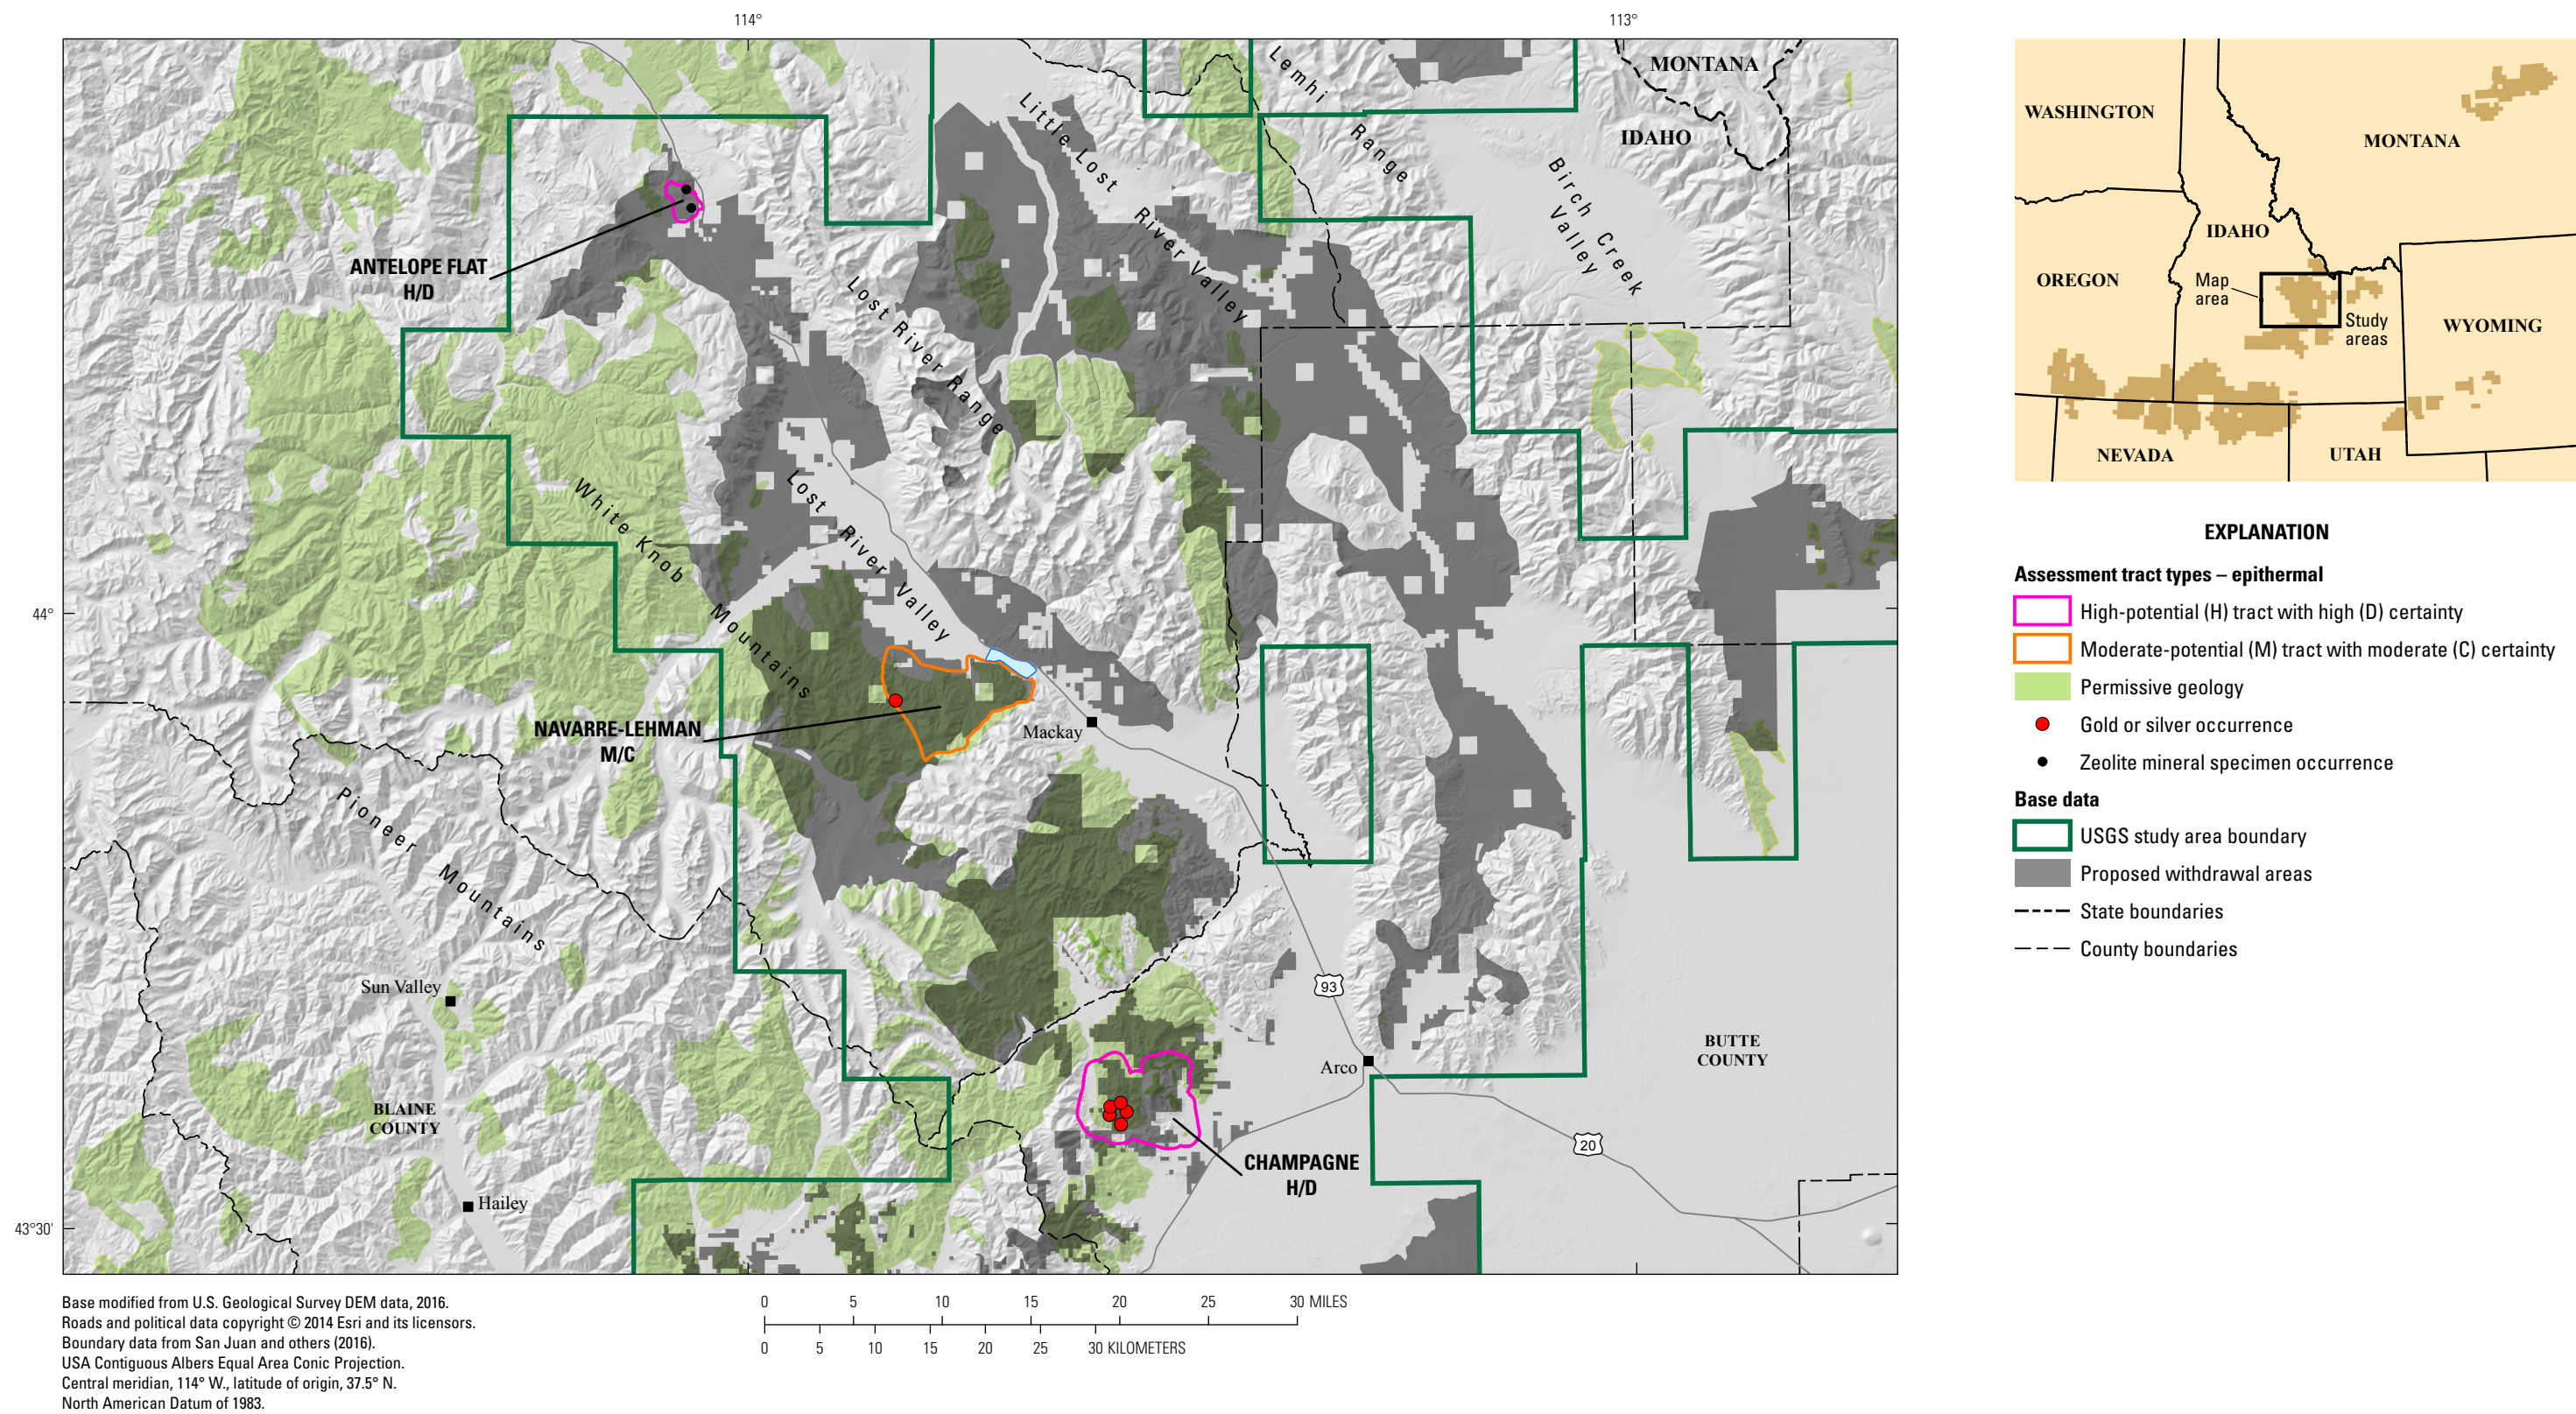 114°
113°
44°
43°30'
MONTANA
IDAHO
Lemhi
Range
Little Lost
River Valley
Birch Creek
Valley
ANTELOPE FLAT
H/D
Lost River Range
Lost River Valley
White Knob
Mountains
NAVARRE-LEHMAN
M/C
Mackay
Pioneer
Mountains
Sun Valley
93
Arco
BUTTE
COUNTY
BLAINE
COUNTY
20
CHAMPAGNE
H/D
Hailey
WASHINGTON
MONTANA
IDAHO
OREGON
Map
area
Study
areas
WYOMING
NEVADA
UTAH
EXPLANATION
Assessment tract types – epithermal
High-potential (H) tract with high (D) certainty
Moderate-potential (M) tract with moderate (C) certainty
Permissive geology
Gold or silver occurrence
Zeolite mineral specimen occurrence
Base data
USGS study area boundary
Proposed withdrawal areas
State boundaries
County boundaries
Base modified from U.S. Geological Survey DEM data, 2016.
Roads and political data copyright © 2014 Esri and its licensors.
Boundary data from San Juan and others (2016).
USA Contiguous Albers Equal Area Conic Projection.
Central meridian, 114° W., latitude of origin, 37.5° N.
North American Datum of 1983.
0 5 10 15 20 25 30 MILES
0 5 10 15 20 25 30 KILOMETERS